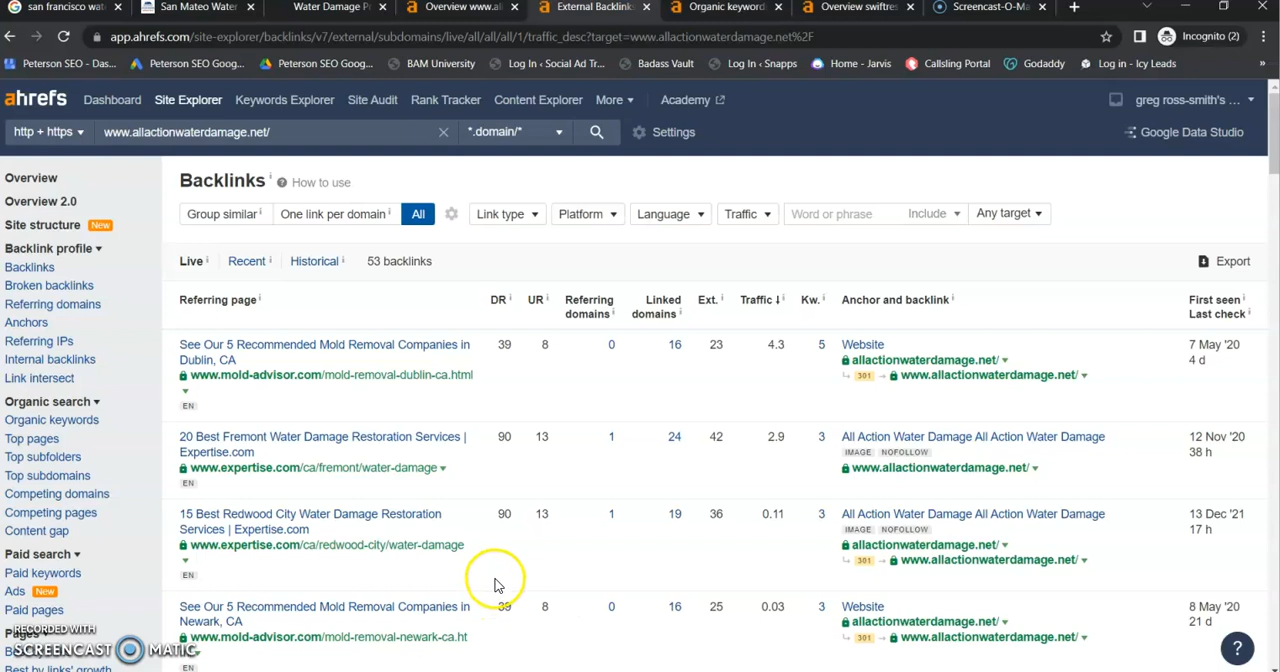 san francisco water
San Mateo Water
Water Damage P
Overview www.al
External Backlinks
Organic keyword
Overview swiftres
Screencast-O-Ma
app.ahrefs.com/site-explorer/backlinks/v7/external/subdomains/live/all/all/all/1/traffic_desc?target=www.allactionwaterdamage.net%2F
Incognito (2)
Peterson SEO - Das...
Peterson SEO Goog...
Peterson SEO Goog...
BAM University
Log In ‹ Social Ad Tr...
Badass Vault
Log In ‹ Snapps
Home - Jarvis
Callsling Portal
Godaddy
Log in - Icy Leads
»
ahrefs Dashboard Site Explorer Keywords Explorer Site Audit Rank Tracker Content Explorer More Academy greg ross-smith's ...
http + https www.allactionwaterdamage.net/ *.domain/* Settings Google Data Studio
Overview
Overview 2.0
Site structure New
Backlink profile
Backlinks
Broken backlinks
Referring domains
Anchors
Referring IPs
Internal backlinks
Link intersect
Organic search
Organic keywords
Top pages
Top subfolders
Top subdomains
Competing domains
Competing pages
Content gap
Paid search
Paid keywords
Ads New
Paid pages
Pages
Best by links' growth
Backlinks i ? How to use
Group similar i One link per domain i All Link type Platform Language Traffic Word or phrase Include Any target
Live i Recent i Historical i 53 backlinks Export
Referring page i DR i UR i Referring domains i Linked domains i Ext. i Traffic ↓ i Kw. i Anchor and backlink i First seen i Last check i
See Our 5 Recommended Mold Removal Companies in 39 8 0 16 23 4.3 5 Website 7 May '20
Dublin, CA allactionwaterdamage.net/ 4 d
www.mold-advisor.com/mold-removal-dublin-ca.html 301 → www.allactionwaterdamage.net/
EN
20 Best Fremont Water Damage Restoration Services | 90 13 1 24 42 2.9 3 All Action Water Damage All Action Water Damage 12 Nov '20
Expertise.com IMAGE NOFOLLOW 38 h
www.expertise.com/ca/fremont/water-damage www.allactionwaterdamage.net/
EN
15 Best Redwood City Water Damage Restoration 90 13 1 19 36 0.11 3 All Action Water Damage All Action Water Damage 13 Dec '21
Services | Expertise.com IMAGE NOFOLLOW 17 h
www.expertise.com/ca/redwood-city/water-damage allactionwaterdamage.net/
301 → www.allactionwaterdamage.net/
EN
See Our 5 Recommended Mold Removal Companies in 39 8 0 16 25 0.03 3 Website 8 May '20
Newark, CA allactionwaterdamage.net/ 21 d
www.mold-advisor.com/mold-removal-newark-ca.ht 301 → www.allactionwaterdamage.net/
EN
?
RECORDED WITH
SCREENCAST MATIC